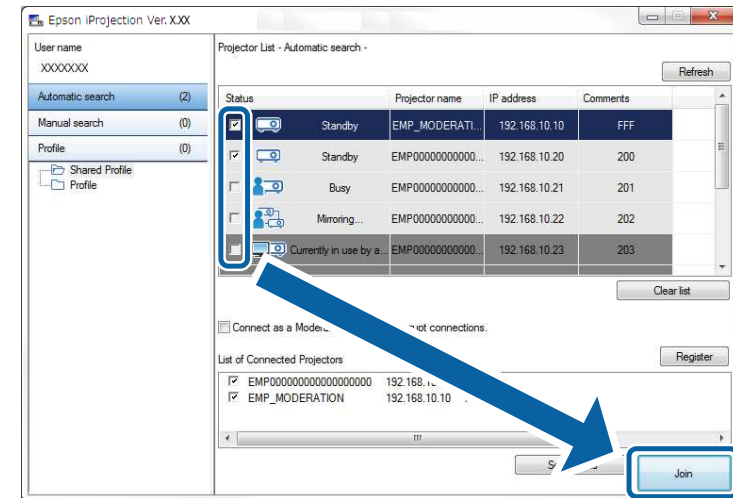 Epson iProjection Ver. X.XX
User name
XXXXXXX
Projector List - Automatic search -
Refresh
Automatic search (2)
Manual search (0)
Profile (0)
Shared Profile
Profile
Status Projector name IP address Comments
Standby EMP_MODERATI... 192.168.10.10 FFF
Standby EMP00000000000... 192.168.10.20 200
Busy EMP00000000000... 192.168.10.21 201
Mirroring... EMP00000000000... 192.168.10.22 202
Currently in use by a... EMP00000000000... 192.168.10.23 203
Clear list
Connect as a connections.
List of Connected Projectors
Register
EMP000000000000000000
EMP_MODERATION 192.168.10.10
Join